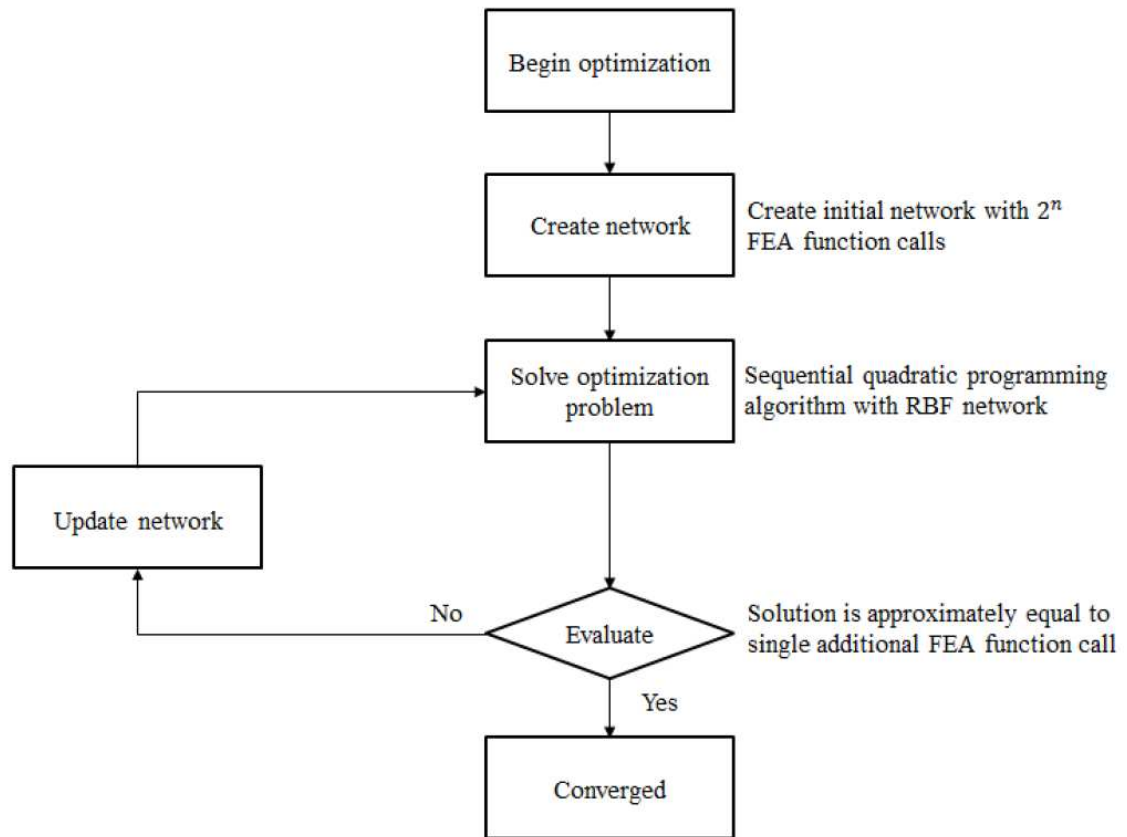 Begin optimization
Create network
Create initial network with 2ⁿ
FEA function calls
Solve optimization
problem
Sequential quadratic programming
algorithm with RBF network
Update network
No
Evaluate
Solution is approximately equal to
single additional FEA function call
Yes
Converged